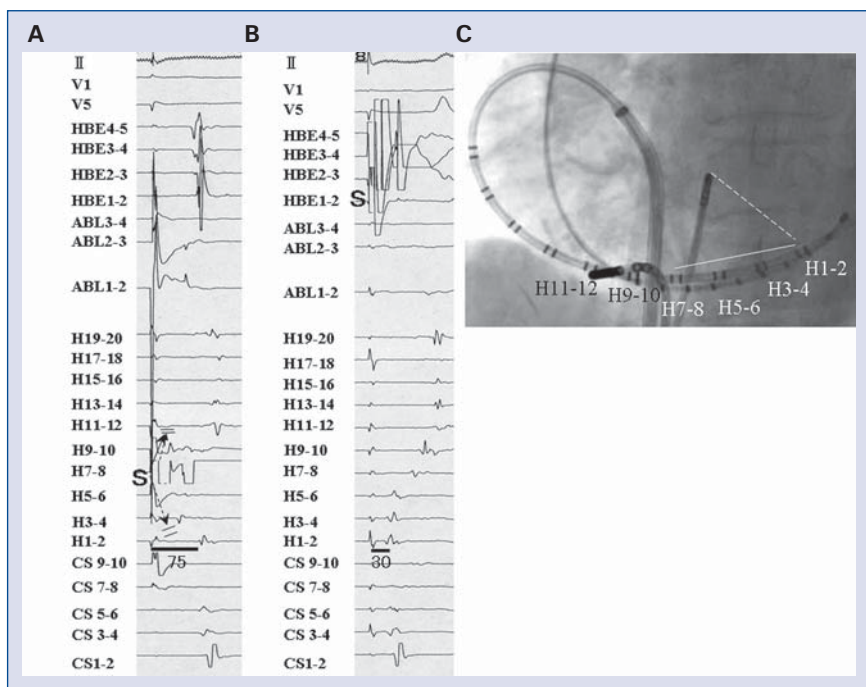 A
II
V1
V5
HBE4-5
HBE3-4
HBE2-3
HBE1-2
ABL3-4
ABL2-3
ABL1-2
H19-20
H17-18
H15-16
H13-14
H11-12
H9-10
H7-8
S
H5-6
H3-4
H1-2
75
CS 9-10
CS 7-8
CS 5-6
CS 3-4
CS1-2
B
II
V1
V5
HBE4-5
HBE3-4
HBE2-3
HBE1-2
S
ABL3-4
ABL2-3
ABL1-2
H19-20
H17-18
H15-16
H13-14
H11-12
H9-10
H7-8
H5-6
H3-4
H1-2
30
CS 9-10
CS 7-8
CS 5-6
CS 3-4
CS1-2
C
H1-2
H3-4
H5-6
H7-8
H9-10
H11-12